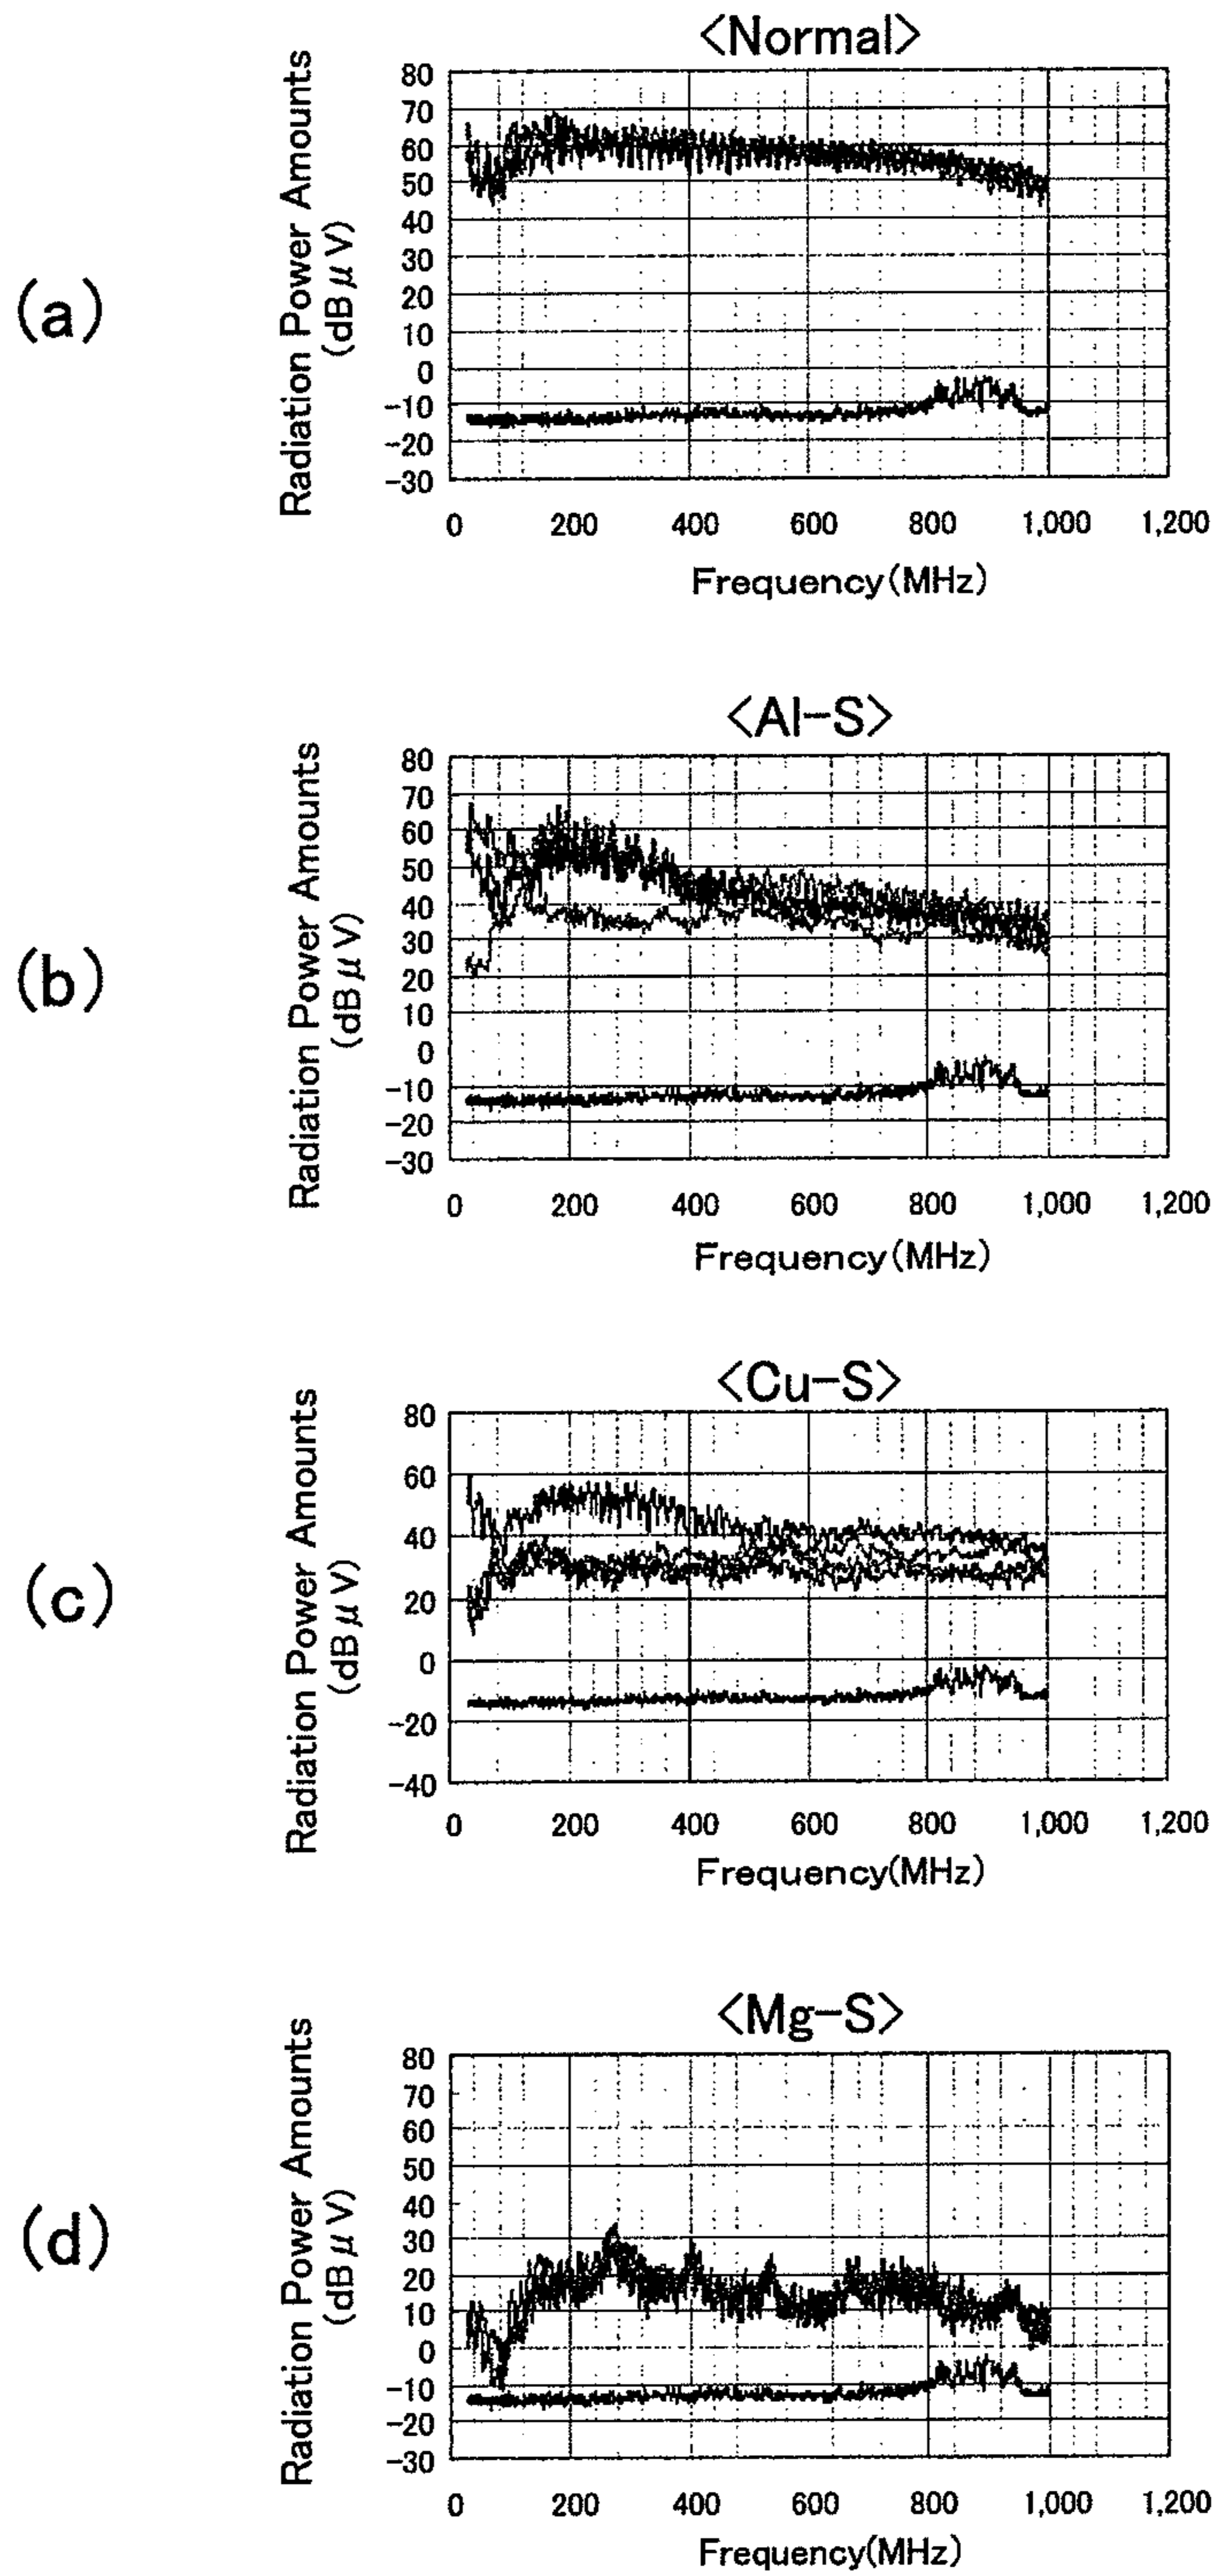 <Normal>
(a)
Radiation Power Amounts
(dBμV)
80
70
60
50
40
30
20
10
0
-10
-20
-30
0 200 400 600 800 1,000 1,200
Frequency(MHz)
<Al-S>
(b)
Radiation Power Amounts
(dBμV)
80
70
60
50
40
30
20
10
0
-10
-20
-30
0 200 400 600 800 1,000 1,200
Frequency(MHz)
<Cu-S>
(c)
Radiation Power Amounts
(dBμV)
80
60
40
20
0
-20
-40
0 200 400 600 800 1,000 1,200
Frequency(MHz)
<Mg-S>
(d)
Radiation Power Amounts
(dBμV)
80
70
60
50
40
30
20
10
0
-10
-20
-30
0 200 400 600 800 1,000 1,200
Frequency(MHz)